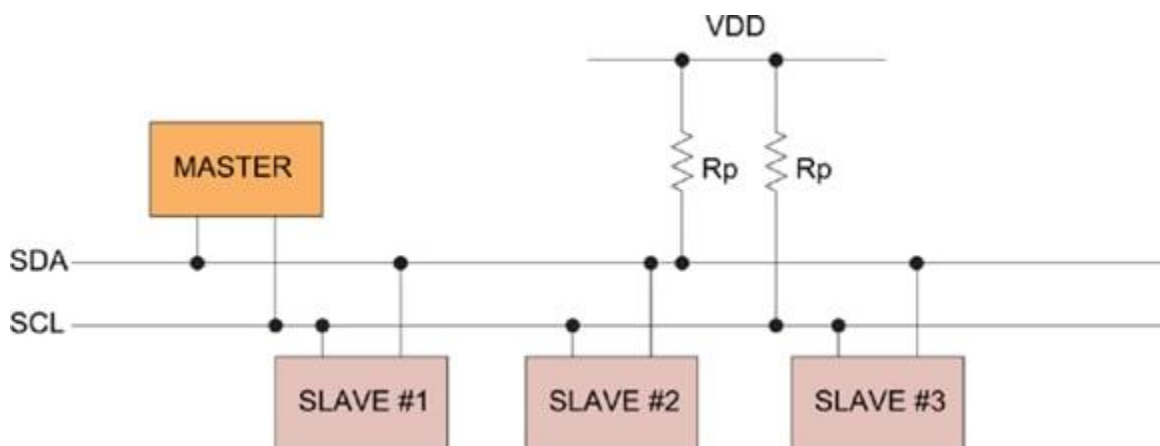 VDD
MASTER
Rp
Rp
SDA
SCL
SLAVE #1
SLAVE #2
SLAVE #3